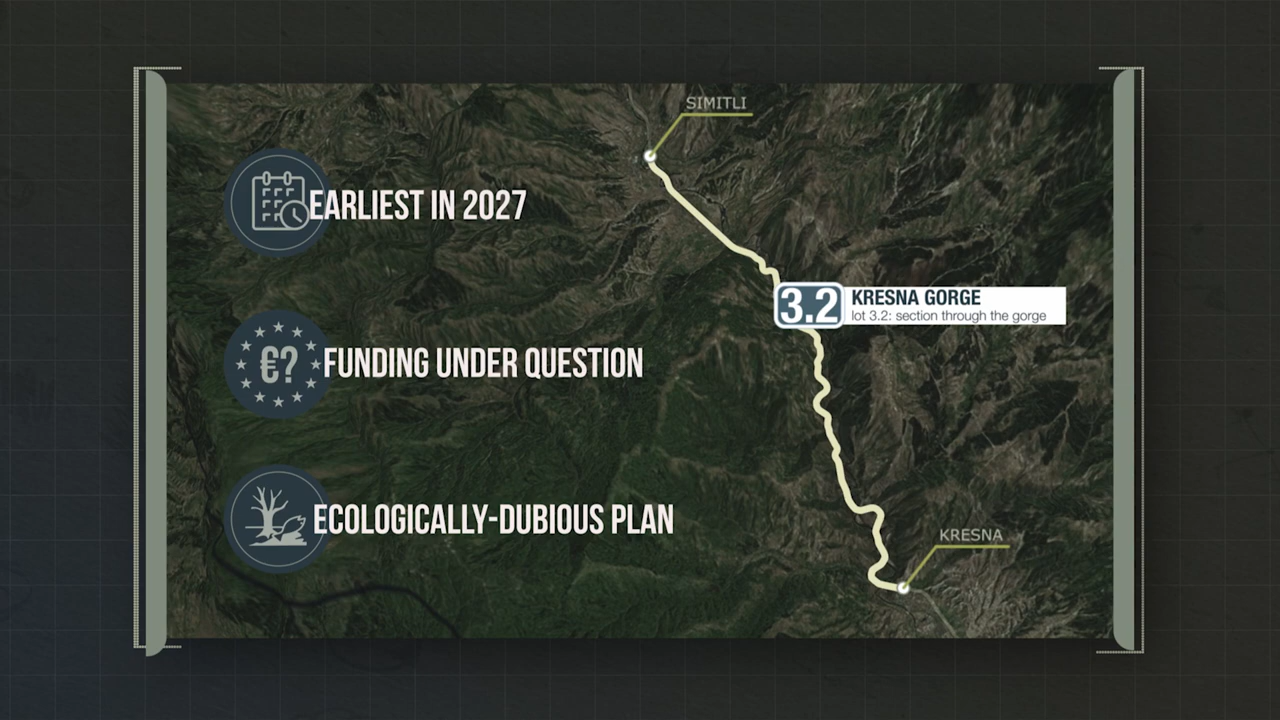 SIMITLI
EARLIEST IN 2027
3.2
KRESNA GORGE
lot 3.2: section through the gorge
€?
FUNDING UNDER QUESTION
ECOLOGICALLY-DUBIOUS PLAN
KRESNA